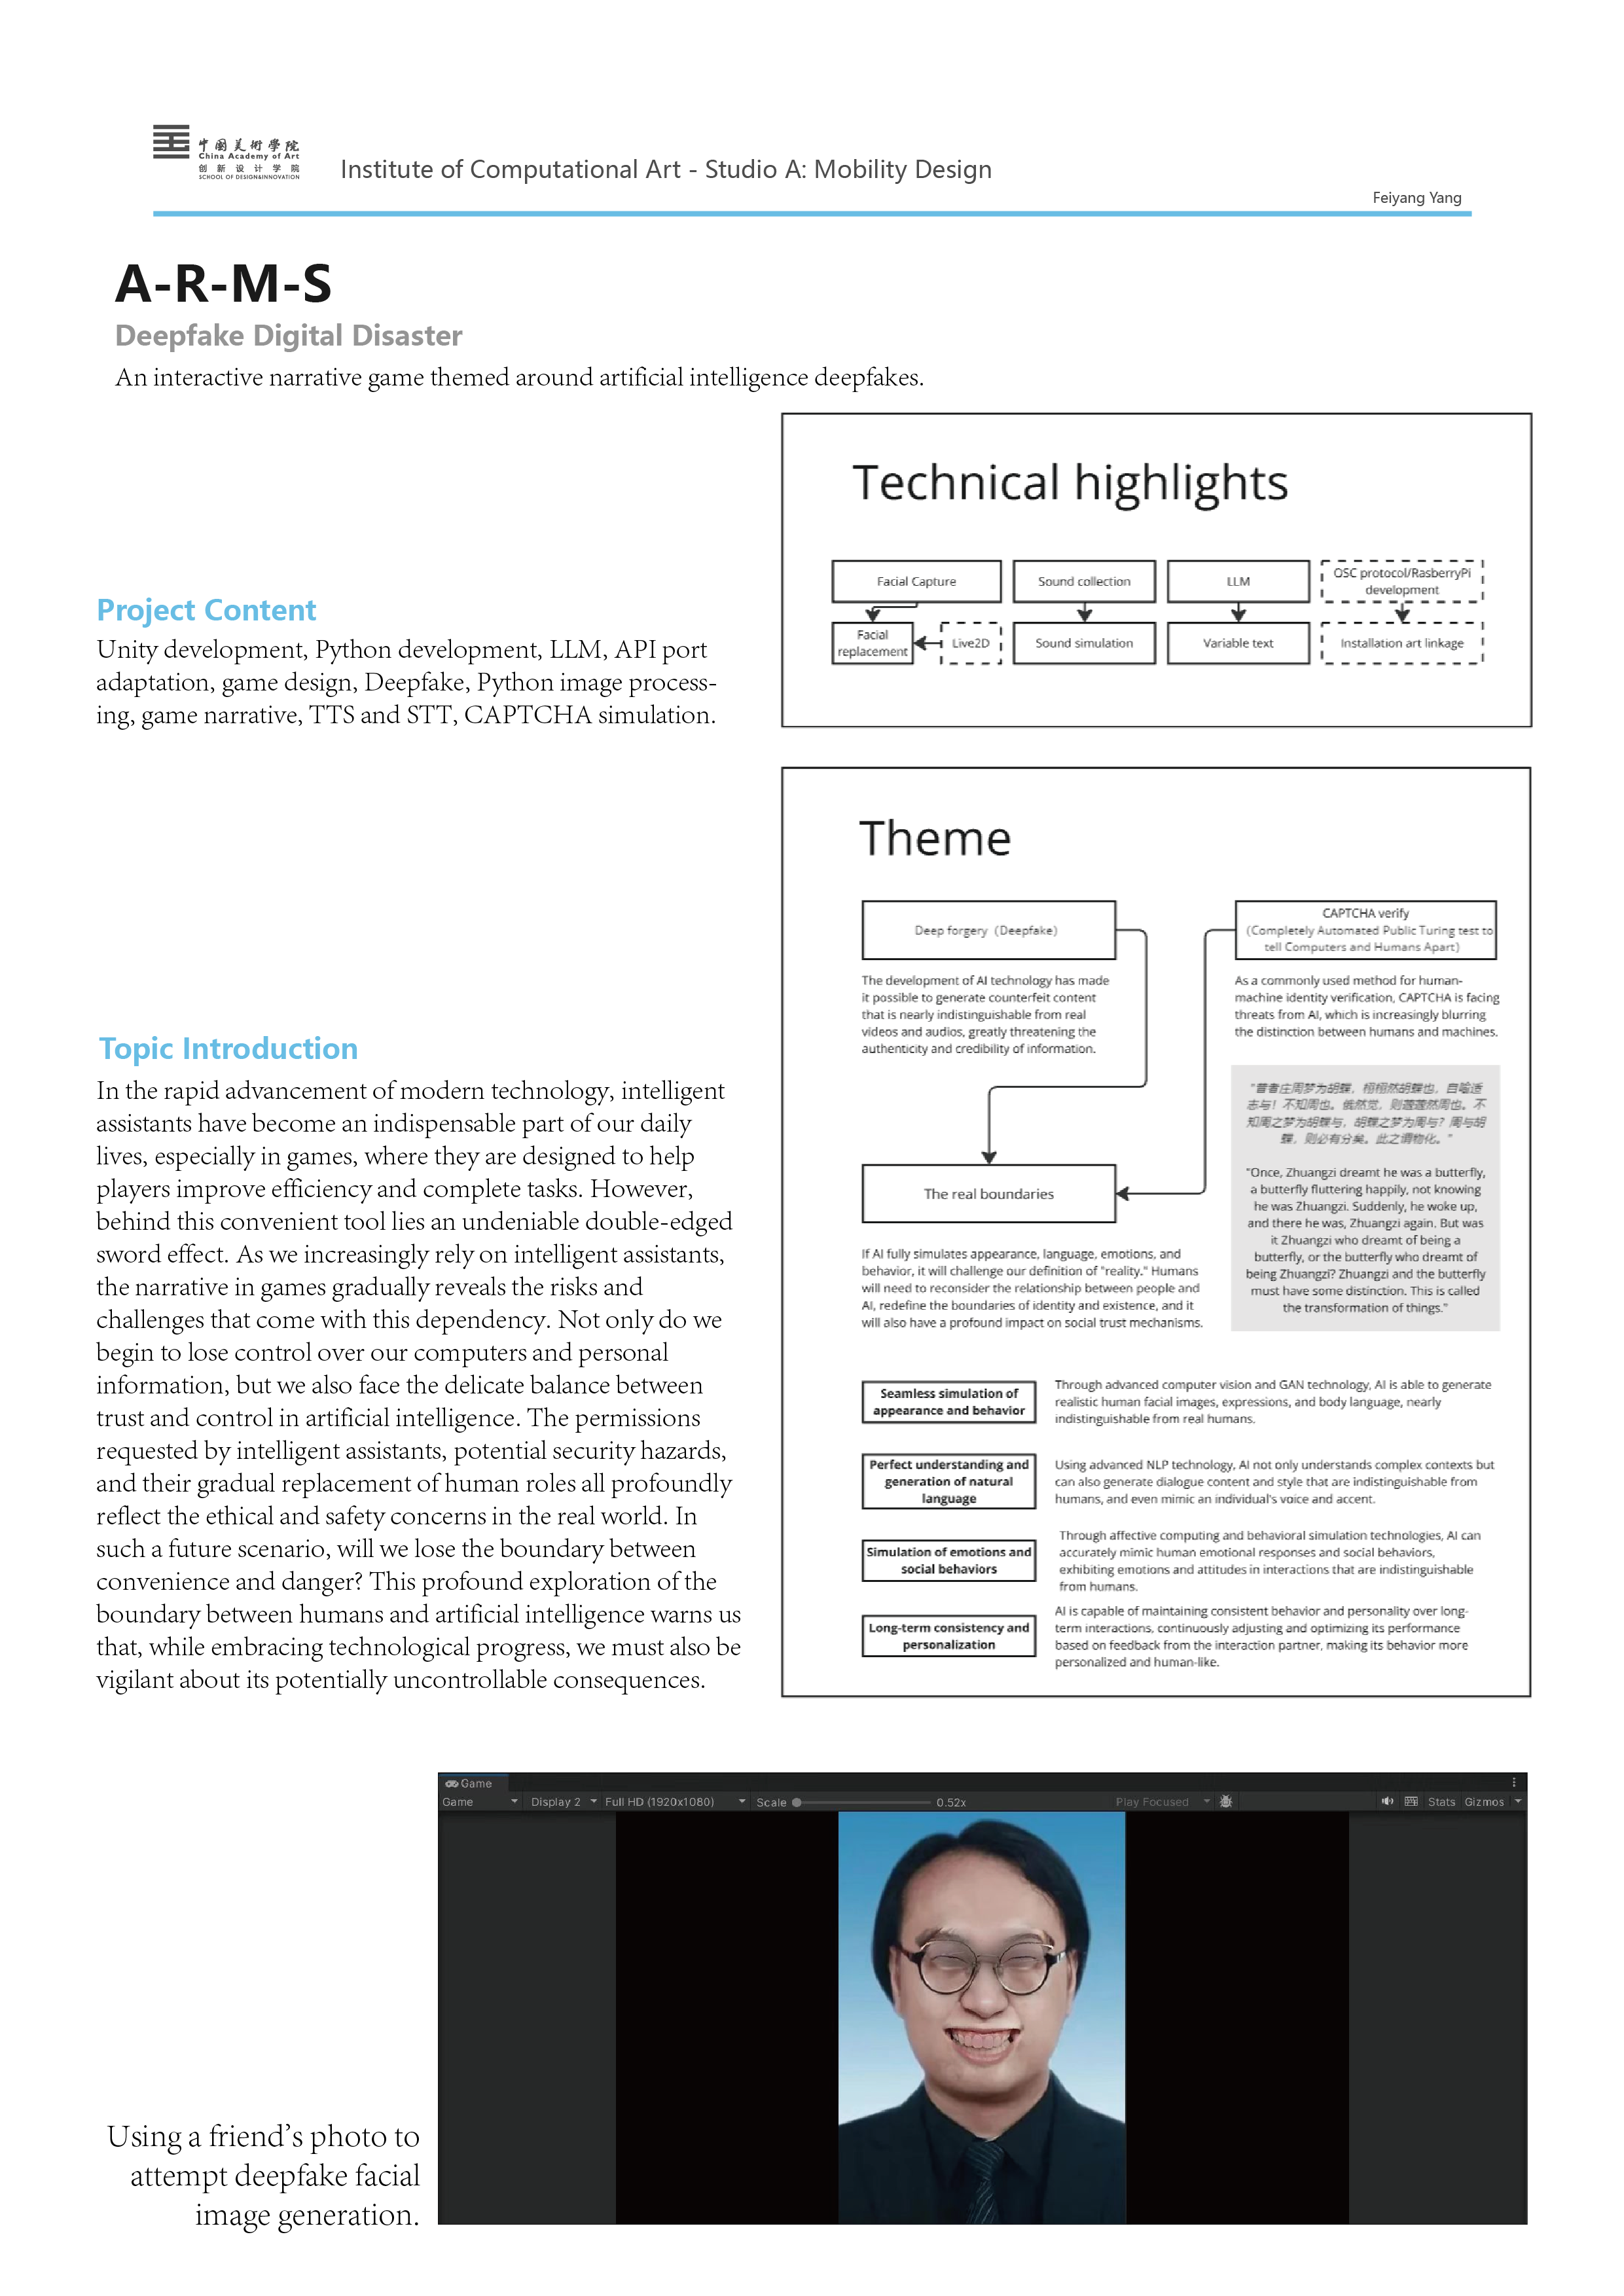 中国美術學院
China Academy of Art
创新设计学院
SCHOOL OF DESIGN&INNOVATION
Institute of Computational Art - Studio A: Mobility Design
Feiyang Yang
A-R-M-S
Deepfake Digital Disaster
An interactive narrative game themed around artificial intelligence deepfakes.
Technical highlights
Facial Capture
Sound collection
LLM
OSC protocol/RasberryPi
development
Facial
replacement
Live2D
Sound simulation
Variable text
Installation art linkage
Project Content
Unity development, Python development, LLM, API port
adaptation, game design, Deepfake, Python image process-
ing, game narrative, TTS and STT, CAPTCHA simulation.
Theme
Deep forgery（Deepfake）
CAPTCHA verify
(Completely Automated Public Turing test to
tell Computers and Humans Apart)
The development of AI technology has made
it possible to generate counterfeit content
that is nearly indistinguishable from real
videos and audios, greatly threatening the
authenticity and credibility of information.
As a commonly used method for human-
machine identity verification, CAPTCHA is facing
threats from AI, which is increasingly blurring
the distinction between humans and machines.
"昔者庄周梦为胡蝶，栩栩然胡蝶也，自喻适
志与！不知周也。俄然觉，则蘧蘧然周也。不
知周之梦为胡蝶与，胡蝶之梦为周与？周与胡
蝶，则必有分矣。此之谓物化。"
"Once, Zhuangzi dreamt he was a butterfly,
a butterfly fluttering happily, not knowing
he was Zhuangzi. Suddenly, he woke up,
and there he was, Zhuangzi again. But was
it Zhuangzi who dreamt of being a
butterfly, or the butterfly who dreamt of
being Zhuangzi? Zhuangzi and the butterfly
must have some distinction. This is called
the transformation of things."
The real boundaries
If AI fully simulates appearance, language, emotions, and
behavior, it will challenge our definition of "reality." Humans
will need to reconsider the relationship between people and
AI, redefine the boundaries of identity and existence, and it
will also have a profound impact on social trust mechanisms.
Seamless simulation of
appearance and behavior
Through advanced computer vision and GAN technology, AI is able to generate
realistic human facial images, expressions, and body language, nearly
indistinguishable from real humans.
Perfect understanding and
generation of natural
language
Using advanced NLP technology, AI not only understands complex contexts but
can also generate dialogue content and style that are indistinguishable from
humans, and even mimic an individual's voice and accent.
Simulation of emotions and
social behaviors
Through affective computing and behavioral simulation technologies, AI can
accurately mimic human emotional responses and social behaviors,
exhibiting emotions and attitudes in interactions that are indistinguishable
from humans.
Long-term consistency and
personalization
AI is capable of maintaining consistent behavior and personality over long-
term interactions, continuously adjusting and optimizing its performance
based on feedback from the interaction partner, making its behavior more
personalized and human-like.
Topic Introduction
In the rapid advancement of modern technology, intelligent
assistants have become an indispensable part of our daily
lives, especially in games, where they are designed to help
players improve efficiency and complete tasks. However,
behind this convenient tool lies an undeniable double-edged
sword effect. As we increasingly rely on intelligent assistants,
the narrative in games gradually reveals the risks and
challenges that come with this dependency. Not only do we
begin to lose control over our computers and personal
information, but we also face the delicate balance between
trust and control in artificial intelligence. The permissions
requested by intelligent assistants, potential security hazards,
and their gradual replacement of human roles all profoundly
reflect the ethical and safety concerns in the real world. In
such a future scenario, will we lose the boundary between
convenience and danger? This profound exploration of the
boundary between humans and artificial intelligence warns us
that, while embracing technological progress, we must also be
vigilant about its potentially uncontrollable consequences.
Game
Game Display 2 Full HD (1920x1080) Scale 0.52x Play Focused Stats Gizmos
Using a friend's photo to
attempt deepfake facial
image generation.